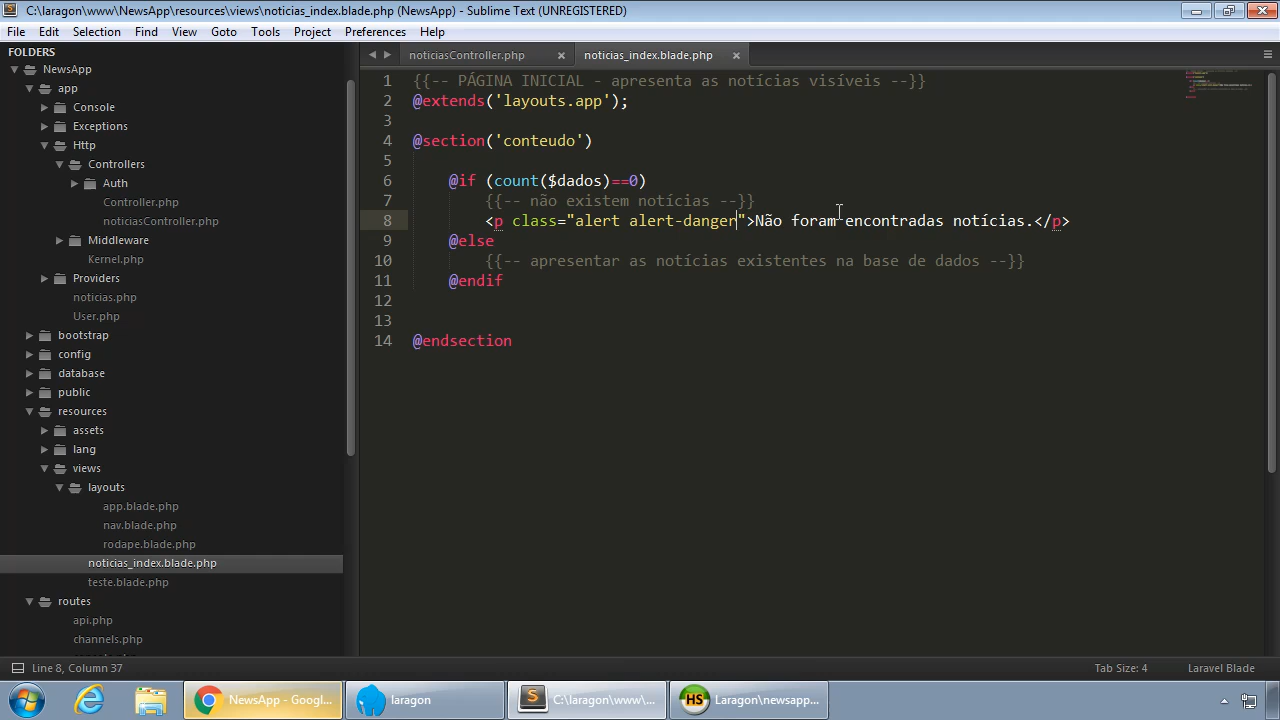 C:\laragon\www\NewsApp\resources\views\noticias_index.blade.php (NewsApp) - Sublime Text (UNREGISTERED)
File Edit Selection Find View Goto Tools Project Preferences Help
FOLDERS
NewsApp
app
Console
Exceptions
Http
Controllers
Auth
Controller.php
noticiasController.php
Middleware
Kernel.php
Providers
noticias.php
User.php
bootstrap
config
database
public
resources
assets
lang
views
layouts
app.blade.php
nav.blade.php
rodape.blade.php
noticias_index.blade.php
teste.blade.php
routes
api.php
channels.php
noticiasController.php noticias_index.blade.php
1 {{-- PÁGINA INICIAL - apresenta as notícias visíveis --}}
2 @extends('layouts.app');
3
4 @section('conteudo')
5
6 @if (count($dados)==0)
7 {{-- não existem notícias --}}
8 <p class="alert alert-danger">Não foram encontradas notícias.</p>
9 @else
10 {{-- apresentar as notícias existentes na base de dados --}}
11 @endif
12
13
14 @endsection
Line 8, Column 37 Tab Size: 4 Laravel Blade
NewsApp - Googl... laragon C:\laragon\www\... HS Laragon\newsapp...